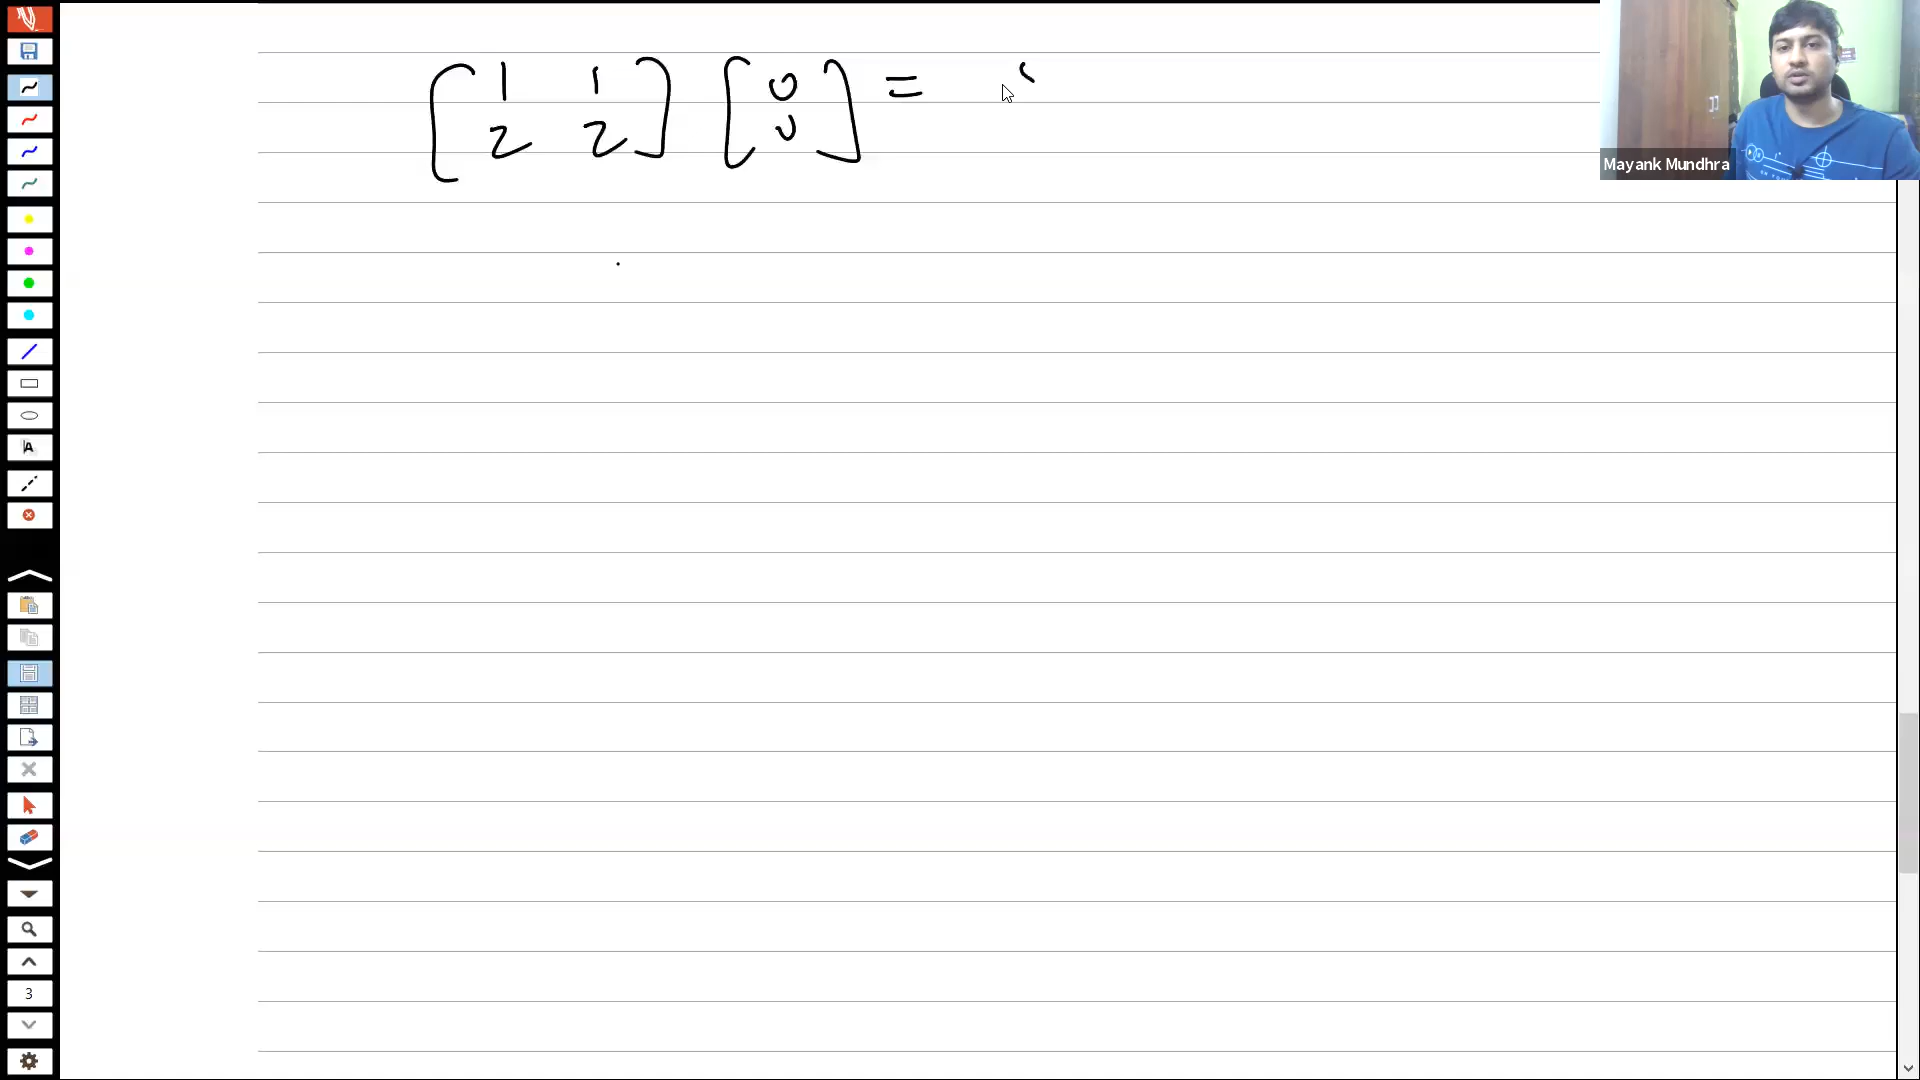 [ 1 1 ] [ 0 ] =
[ 2 2 ] [ 0 ]
Mayank Mundhra
A
3